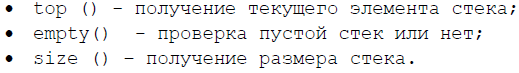 • top () – получение текущего элемента стека;
• empty()  – проверка пустой стек или нет;
• size () – получение размера стека.